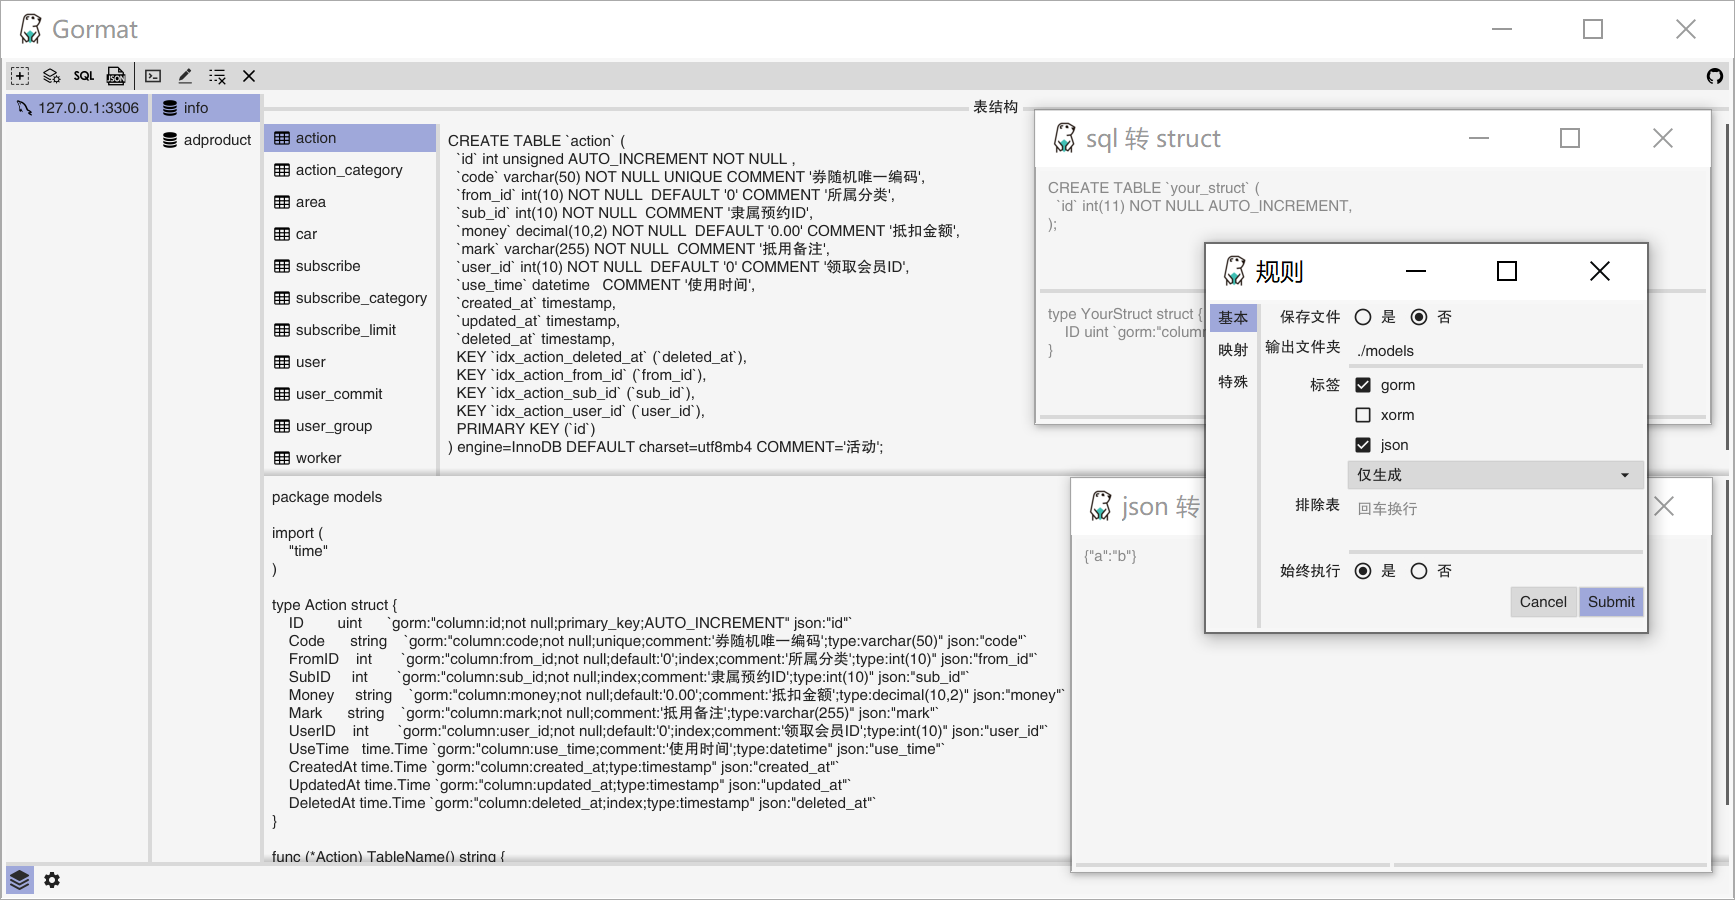 Gormat
SQL
JSON
127.0.0.1:3306
info
adproduct
表结构
action
action_category
area
car
subscribe
subscribe_category
subscribe_limit
user
user_commit
user_group
worker
CREATE TABLE `action` (
`id` int unsigned AUTO_INCREMENT NOT NULL ,
`code` varchar(50) NOT NULL UNIQUE COMMENT '券随机唯一编码',
`from_id` int(10) NOT NULL  DEFAULT '0' COMMENT '所属分类',
`sub_id` int(10) NOT NULL  COMMENT '隶属预约ID',
`money` decimal(10,2) NOT NULL  DEFAULT '0.00' COMMENT '抵扣金额',
`mark` varchar(255) NOT NULL  COMMENT '抵用备注',
`user_id` int(10) NOT NULL  DEFAULT '0' COMMENT '领取会员ID',
`use_time` datetime   COMMENT '使用时间',
`created_at` timestamp,
`updated_at` timestamp,
`deleted_at` timestamp,
KEY `idx_action_deleted_at` (`deleted_at`),
KEY `idx_action_from_id` (`from_id`),
KEY `idx_action_sub_id` (`sub_id`),
KEY `idx_action_user_id` (`user_id`),
PRIMARY KEY (`id`)
) engine=InnoDB DEFAULT charset=utf8mb4 COMMENT='活动';
package models
import (
"time"
)
type Action struct {
ID uint `gorm:"column:id;not null;primary_key;AUTO_INCREMENT" json:"id"`
Code string `gorm:"column:code;not null;unique;comment:'券随机唯一编码';type:varchar(50)" json:"code"`
FromID int `gorm:"column:from_id;not null;default:'0';index;comment:'所属分类';type:int(10)" json:"from_id"`
SubID int `gorm:"column:sub_id;not null;index;comment:'隶属预约ID';type:int(10)" json:"sub_id"`
Money string `gorm:"column:money;not null;default:'0.00';comment:'抵扣金额';type:decimal(10,2)" json:"money"`
Mark string `gorm:"column:mark;not null;comment:'抵用备注';type:varchar(255)" json:"mark"`
UserID int `gorm:"column:user_id;not null;default:'0';index;comment:'领取会员ID';type:int(10)" json:"user_id"`
UseTime time.Time `gorm:"column:use_time;comment:'使用时间';type:datetime" json:"use_time"`
CreatedAt time.Time `gorm:"column:created_at;type:timestamp" json:"created_at"`
UpdatedAt time.Time `gorm:"column:updated_at;type:timestamp" json:"updated_at"`
DeletedAt time.Time `gorm:"column:deleted_at;index;type:timestamp" json:"deleted_at"`
}
func (*Action) TableName() string {
sql 转 struct
CREATE TABLE `your_struct` (
`id` int(11) NOT NULL AUTO_INCREMENT,
);
type YourStruct struct {
ID uint `gorm:"colum
}
json 转
{"a":"b"}
规则
基本
映射
特殊
保存文件 是 否
输出文件夹 ./models
标签 gorm
xorm
json
仅生成
排除表 回车换行
始终执行 是 否
Cancel Submit